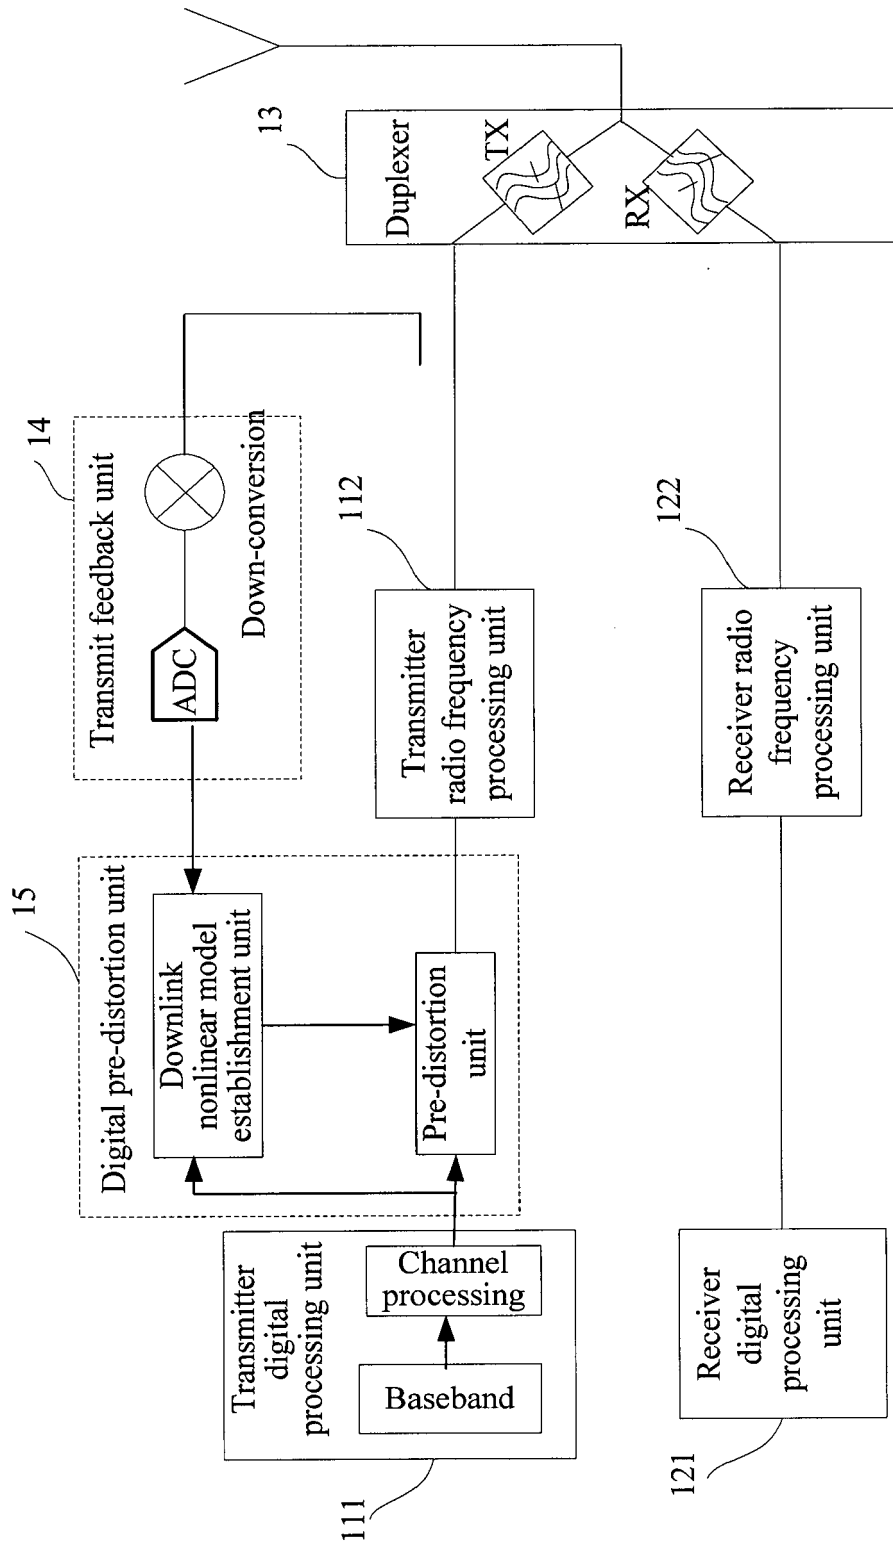 15
Digital pre-distortion unit
Downlink
nonlinear model
establishment unit
Pre-distortion
unit
14
Transmit feedback unit
ADC
Down-conversion
13
Duplexer
TX
RX
Transmitter
digital
processing unit
Baseband
Channel
processing
111
112
Transmitter
radio frequency
processing unit
121
Receiver
digital
processing
unit
122
Receiver radio
frequency
processing unit